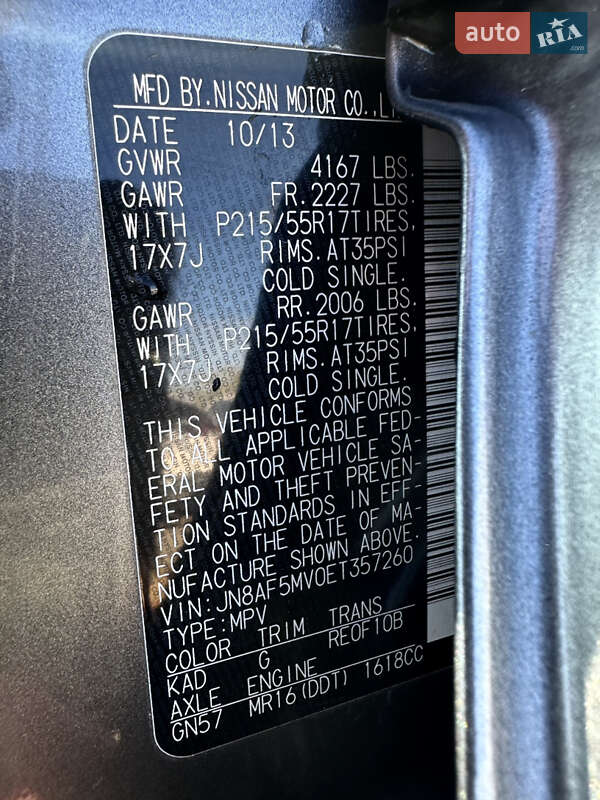 auto RIA.com
MFD BY.NISSAN MOTOR CO.,LT
DATE 10/13
GVWR 4167 LBS.
GAWR FR.2227 LBS.
WITH P215/55R17TIRES,
17X7J RIMS.AT35PSI
COLD SINGLE.
GAWR RR.2006 LBS.
WITH P215/55R17TIRES,
17X7J RIMS.AT35PSI
COLD SINGLE.
THIS VEHICLE CONFORMS
TO ALL APPLICABLE FED-
ERAL MOTOR VEHICLE SA-
FETY AND THEFT PREVEN-
TION STANDARDS IN EFF-
ECT ON THE DATE OF MA-
NUFACTURE SHOWN ABOVE.
VIN:JN8AF5MV0ET357260
TYPE:MPV
COLOR TRIM TRANS
KAD G RE0F10B
AXLE ENGINE
GN57 MR16(DDT) 1618CC